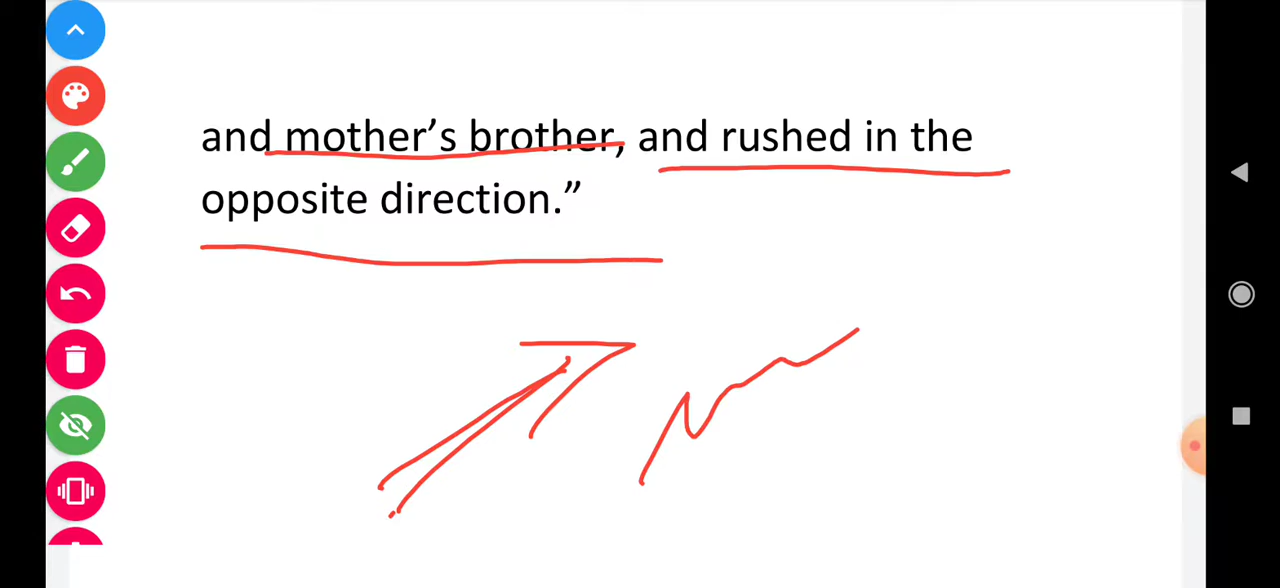 and mother’s brother, and rushed in the
opposite direction.”